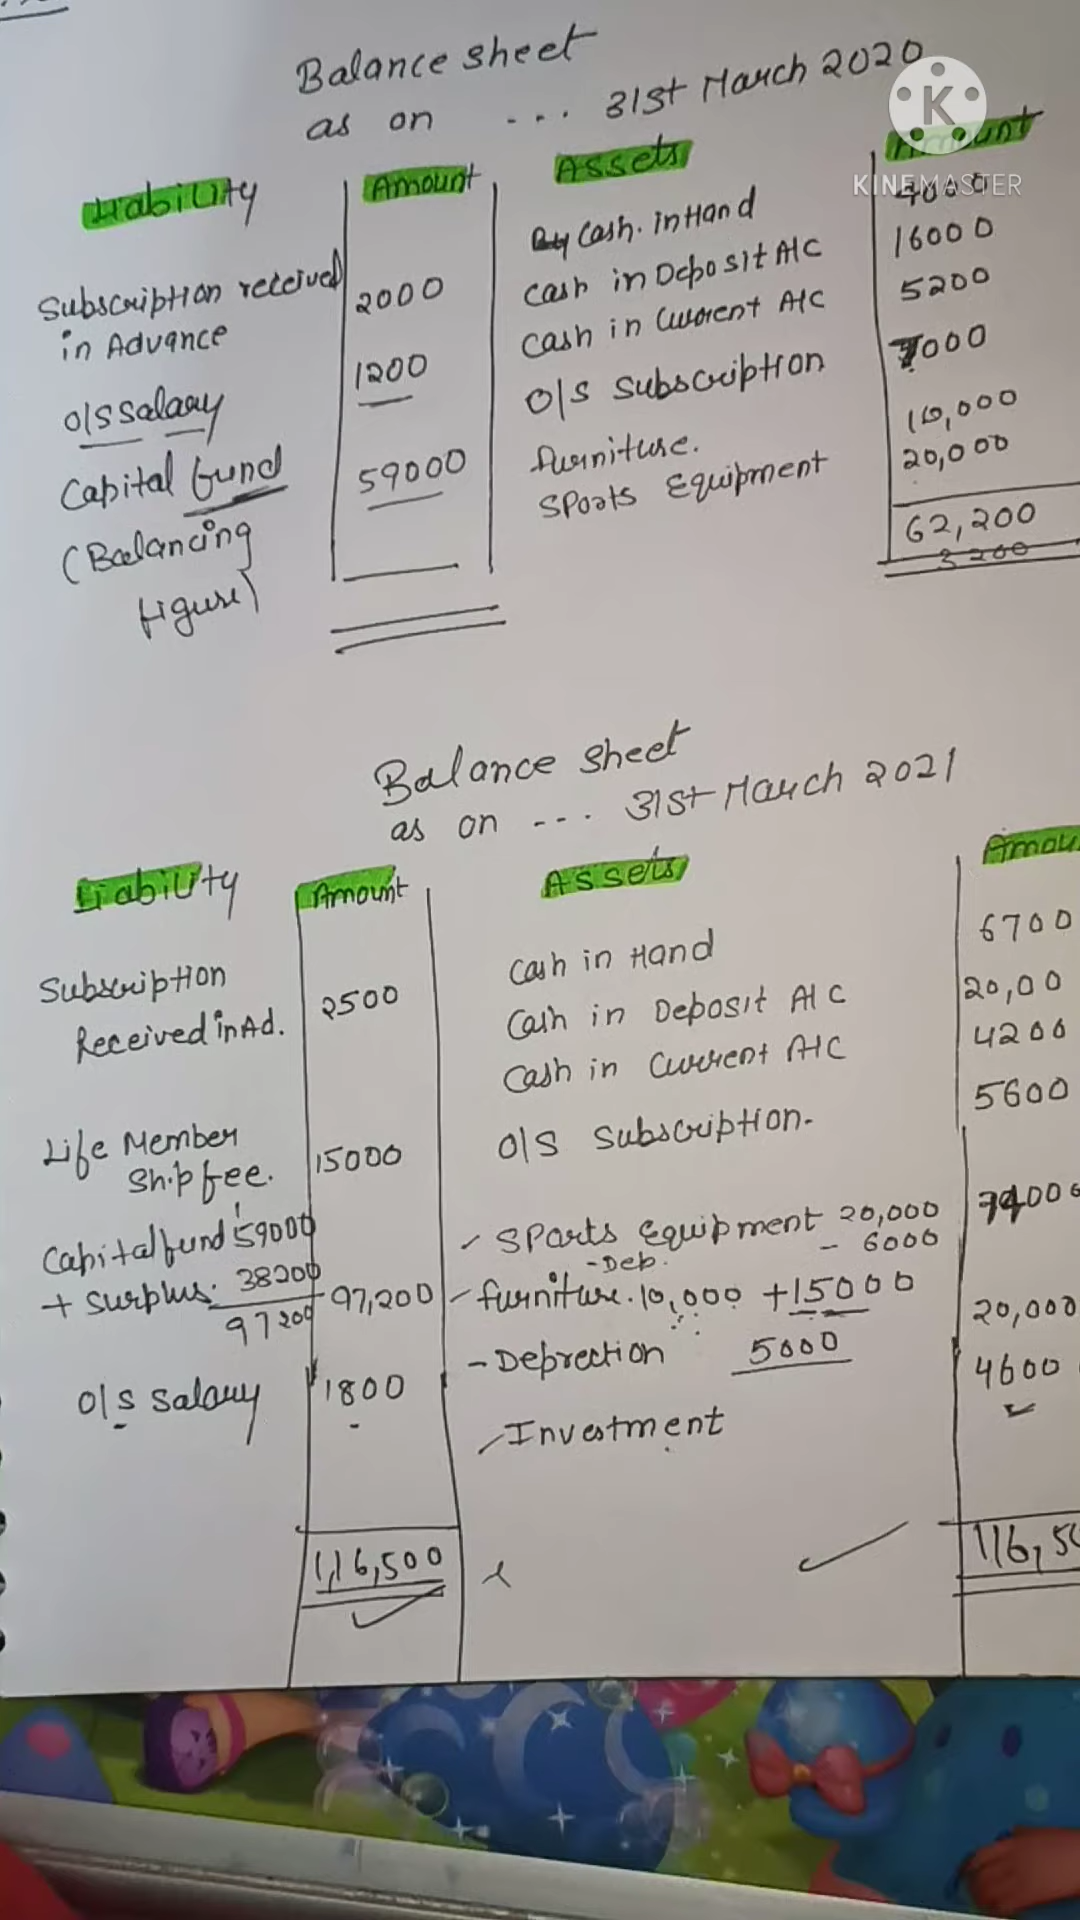 Balance sheet
as on ... 31st March 2020
Liability Amount Assets Amount
KINEMASTER
Cash in Hand 4000
Subscription received 2000 Cash in Deposit A/C 16000
in Advance Cash in Current A/C 5200
O/S Salary 1200 O/S Subscription 7000
Capital fund 59000 furniture. 10,000
(Balancing Sports Equipment 20,000
figure) 62,200
3200
Balance sheet
as on ... 31st March 2021
Liability Amount Assets Amou
Subscription 2500 Cash in Hand 6700
Received in Ad. Cash in Deposit A/C 20,00
Cash in Current A/C 4200
Life Member 15000 O/S Subscription. 5600
Ship fee.
Capital fund 59000 Sports Equipment 20,000
- Dep. - 6000
+ Surplus. 38200 97,200 furniture. 10,000 + 15000 20,000
97200
- Deprection 5000
O/S Salary 1800 Investment 4600
1,16,500 116,50